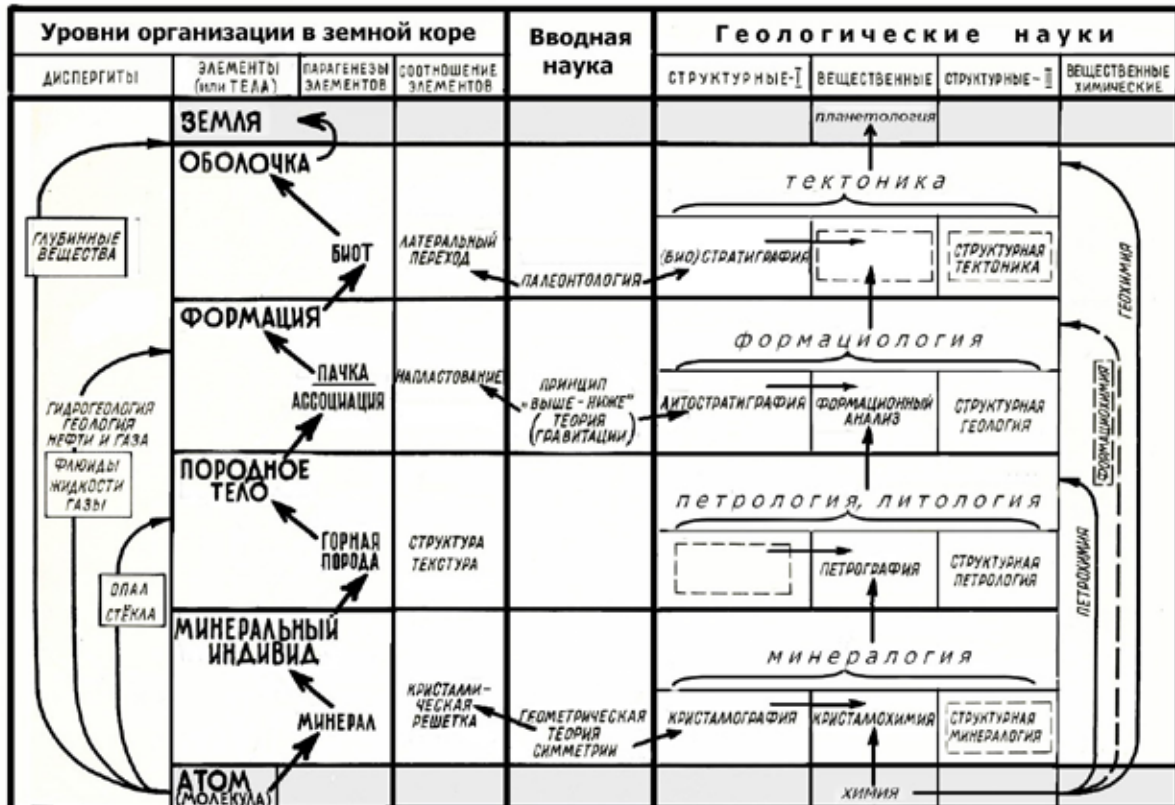 Уровни организации в земной коре
Вводная
наука
Геологические науки
ДИСПЕРГИТЫ
ЭЛЕМЕНТЫ
(или ТЕЛА)
ПАРАГЕНЕЗЫ
ЭЛЕМЕНТОВ
СООТНОШЕНИЕ
ЭЛЕМЕНТОВ
СТРУКТУРНЫЕ-I
ВЕЩЕСТВЕННЫЕ
СТРУКТУРНЫЕ-II
ВЕЩЕСТВЕННЫЕ
ХИМИЧЕСКИЕ
ЗЕМЛЯ
планетология
ОБОЛОЧКА
тектоника
ГЛУБИННЫЕ
ВЕЩЕСТВА
БИОТ
ЛАТЕРАЛЬНЫЙ
ПЕРЕХОД
ПАЛЕОНТОЛОГИЯ
(БИО)СТРАТИГРАФИЯ
СТРУКТУРНАЯ
ТЕКТОНИКА
ГЕОХИМИЯ
ФОРМАЦИЯ
формациология
ПАЧКА
АССОЦИАЦИЯ
НАПЛАСТОВАНИЕ
ПРИНЦИП
"ВЫШЕ-НИЖЕ"
(ТЕОРИЯ
ГРАВИТАЦИИ)
ЛИТОСТРАТИГРАФИЯ
ФОРМАЦИОННЫЙ
АНАЛИЗ
СТРУКТУРНАЯ
ГЕОЛОГИЯ
ФОРМАЦИОХИМИЯ
ГИДРОГЕОЛОГИЯ
ГЕОЛОГИЯ
НЕФТИ И ГАЗА
ФЛЮИДЫ
ЖИДКОСТИ
ГАЗЫ
ПОРОДНОЕ
ТЕЛО
петрология, литология
ГОРНАЯ
ПОРОДА
СТРУКТУРА
ТЕКСТУРА
ПЕТРОГРАФИЯ
СТРУКТУРНАЯ
ПЕТРОЛОГИЯ
ПЕТРОХИМИЯ
ОПАЛ
СТЁКЛА
МИНЕРАЛЬНЫЙ
ИНДИВИД
минералогия
МИНЕРАЛ
КРИСТАЛЛИ-
ЧЕСКАЯ
РЕШЕТКА
ГЕОМЕТРИЧЕСКАЯ
ТЕОРИЯ
СИММЕТРИИ
КРИСТАЛЛОГРАФИЯ
КРИСТАЛЛОХИМИЯ
СТРУКТУРНАЯ
МИНЕРАЛОГИЯ
АТОМ
(МОЛЕКУЛА)
ХИМИЯ